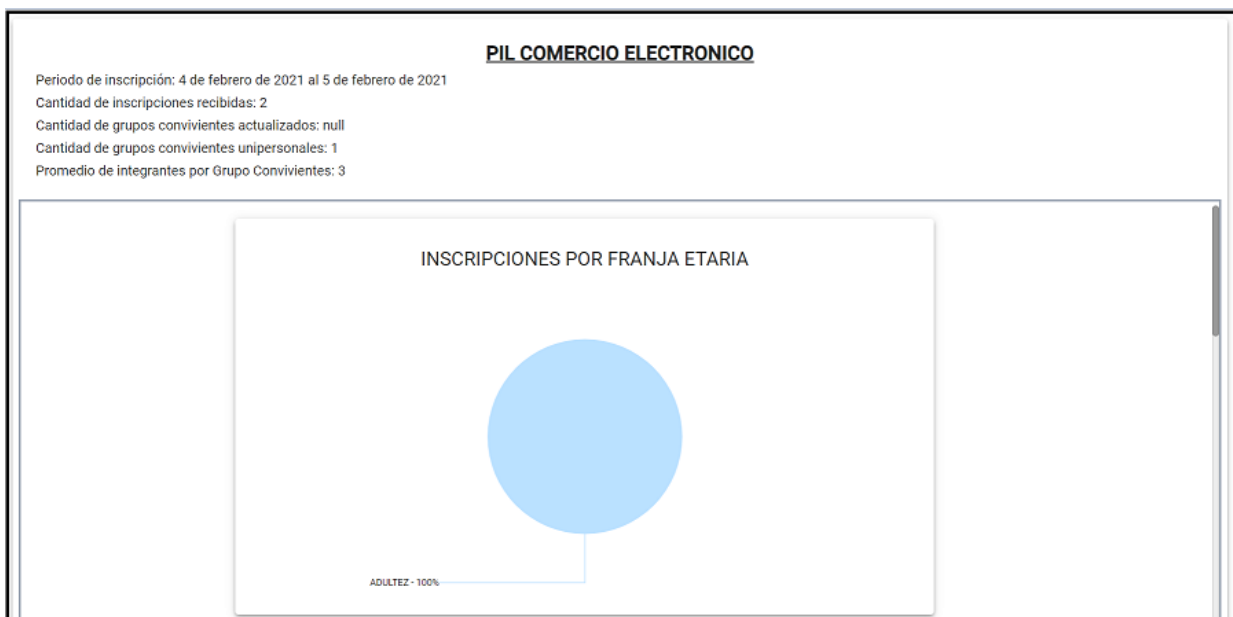 PIL COMERCIO ELECTRONICO
Periodo de inscripción: 4 de febrero de 2021 al 5 de febrero de 2021
Cantidad de inscripciones recibidas: 2
Cantidad de grupos convivientes actualizados: null
Cantidad de grupos convivientes unipersonales: 1
Promedio de integrantes por Grupo Convivientes: 3
INSCRIPCIONES POR FRANJA ETARIA
ADULTEZ - 100%